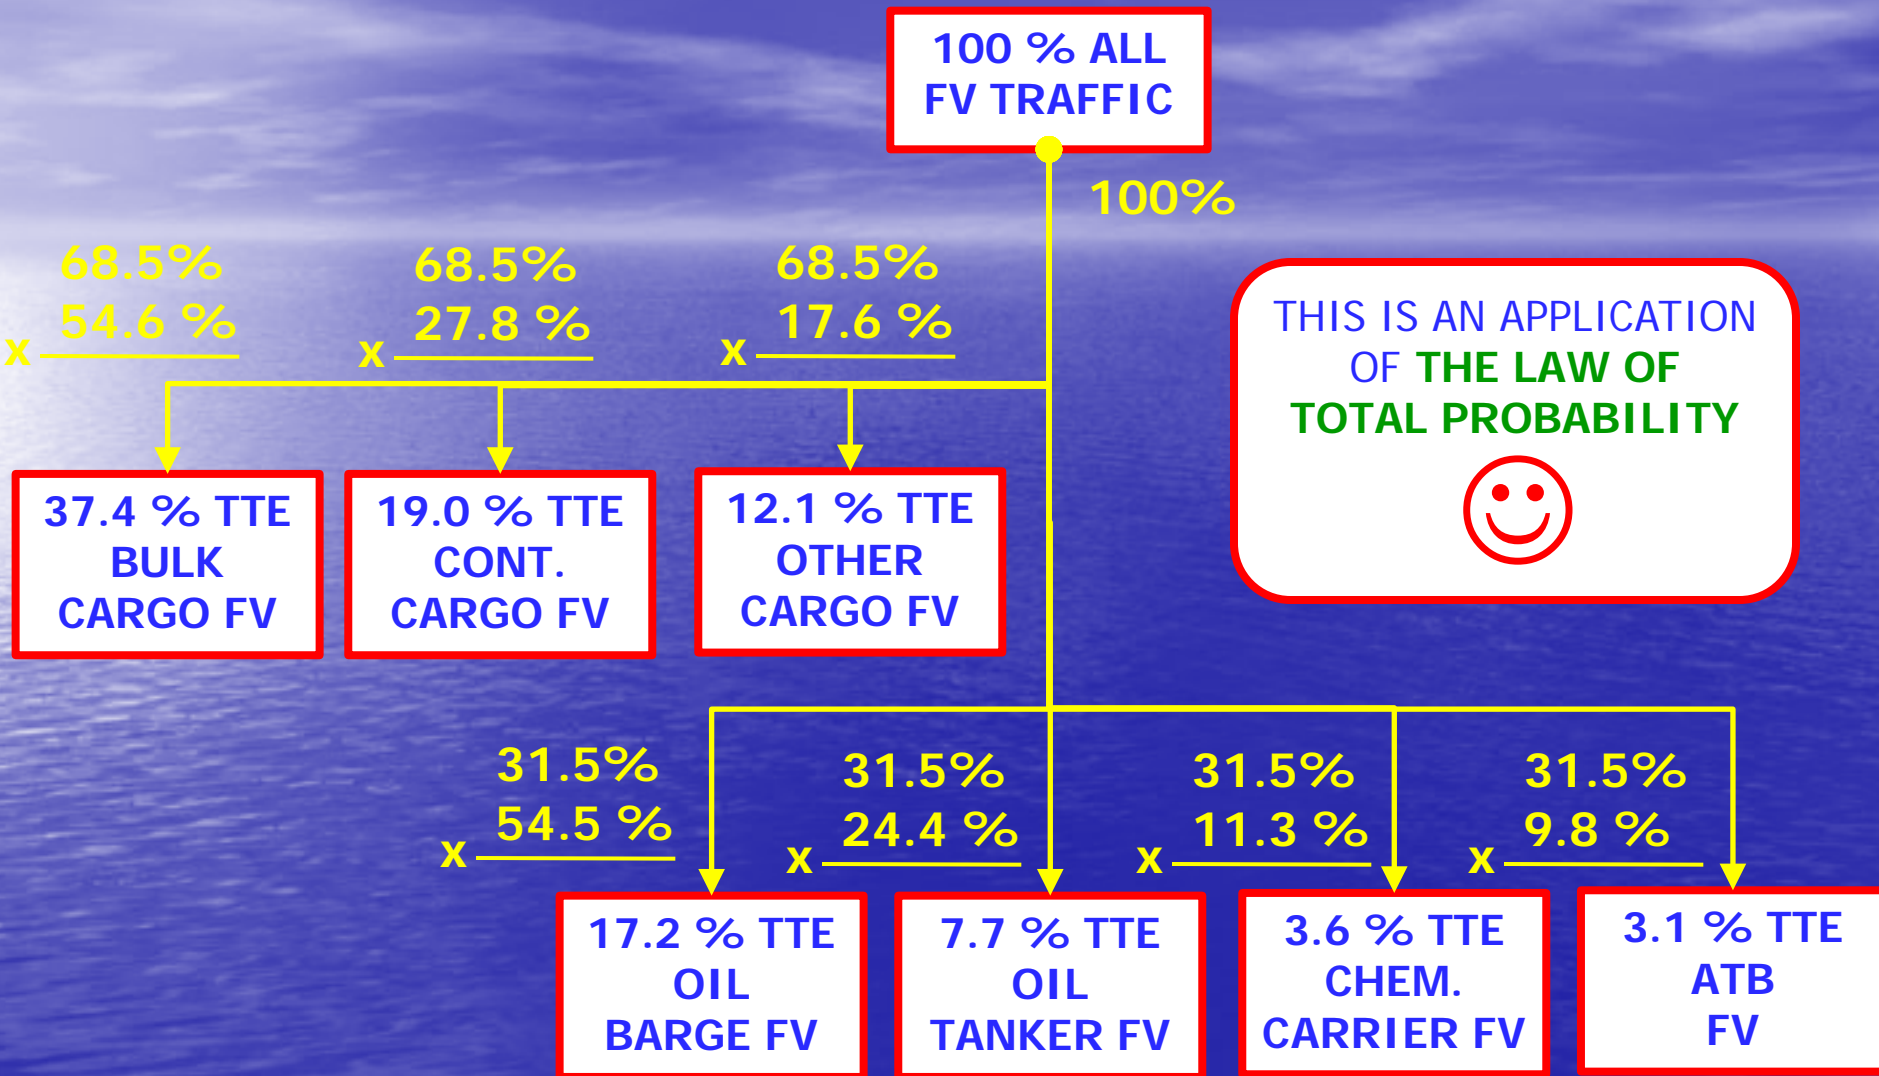 100 % ALL
FV TRAFFIC
100%
68.5%
54.6 %
x
68.5%
27.8 %
x
68.5%
17.6 %
x
THIS IS AN APPLICATION
OF THE LAW OF
TOTAL PROBABILITY
37.4 % TTE
BULK
CARGO FV
19.0 % TTE
CONT.
CARGO FV
12.1 % TTE
OTHER
CARGO FV
31.5%
54.5 %
x
31.5%
24.4 %
x
31.5%
11.3 %
x
31.5%
9.8 %
x
17.2 % TTE
OIL
BARGE FV
7.7 % TTE
OIL
TANKER FV
3.6 % TTE
CHEM.
CARRIER FV
3.1 % TTE
ATB
FV